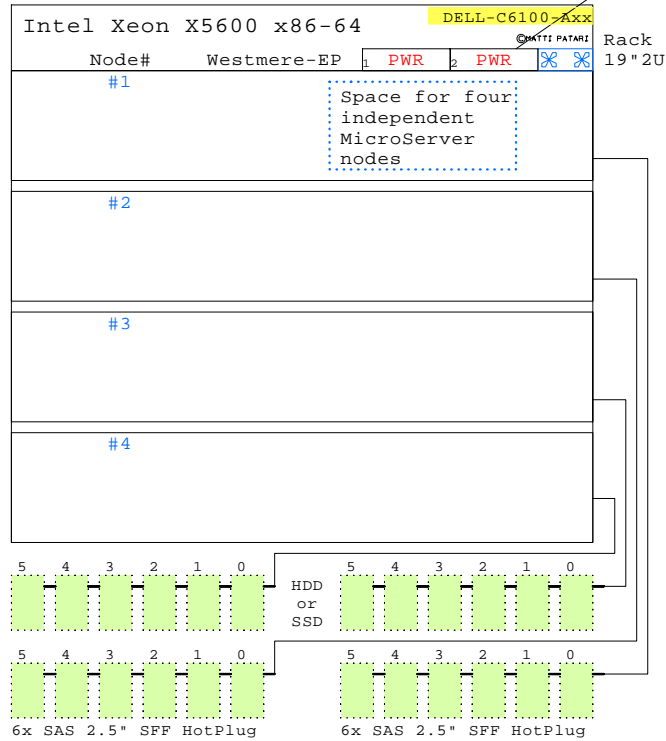 Intel Xeon X5600 x86-64
DELL-C6100-Axx
©MATTI PATARI
Rack
19"2U
Node# Westmere-EP 1 PWR 2 PWR
#1
Space for four
independent
MicroServer
nodes
#2
#3
#4
5 4 3 2 1 0
HDD
or
SSD
5 4 3 2 1 0
5 4 3 2 1 0
5 4 3 2 1 0
6x SAS 2.5" SFF HotPlug
6x SAS 2.5" SFF HotPlug